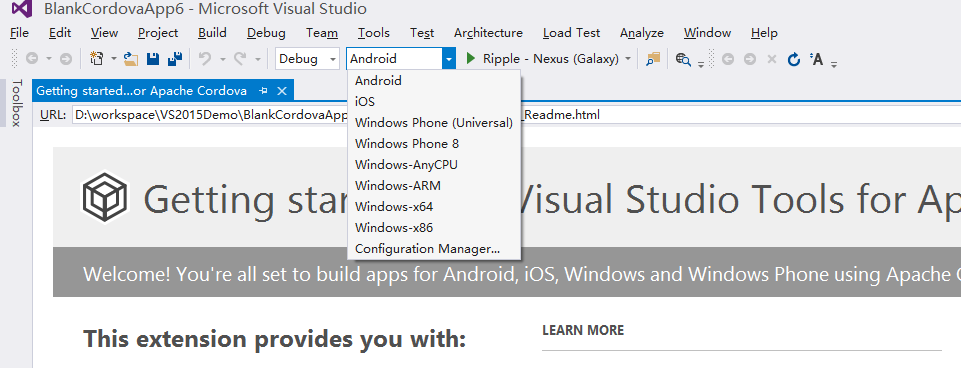 BlankCordovaApp6 - Microsoft Visual Studio
File Edit View Project Build Debug Team Tools Test Architecture Load Test Analyze Window Help
Debug Android Ripple - Nexus (Galaxy)
Toolbox
Getting started...or Apache Cordova
URL: D:\workspace\VS2015Demo\BlankCordovaApp _Readme.html
Android
iOS
Windows Phone (Universal)
Windows Phone 8
Windows-AnyCPU
Windows-ARM
Windows-x64
Windows-x86
Configuration Manager...
Getting star Visual Studio Tools for Ap
Welcome! You're all set to build apps for Android, iOS, Windows and Windows Phone using Apache
This extension provides you with:
LEARN MORE